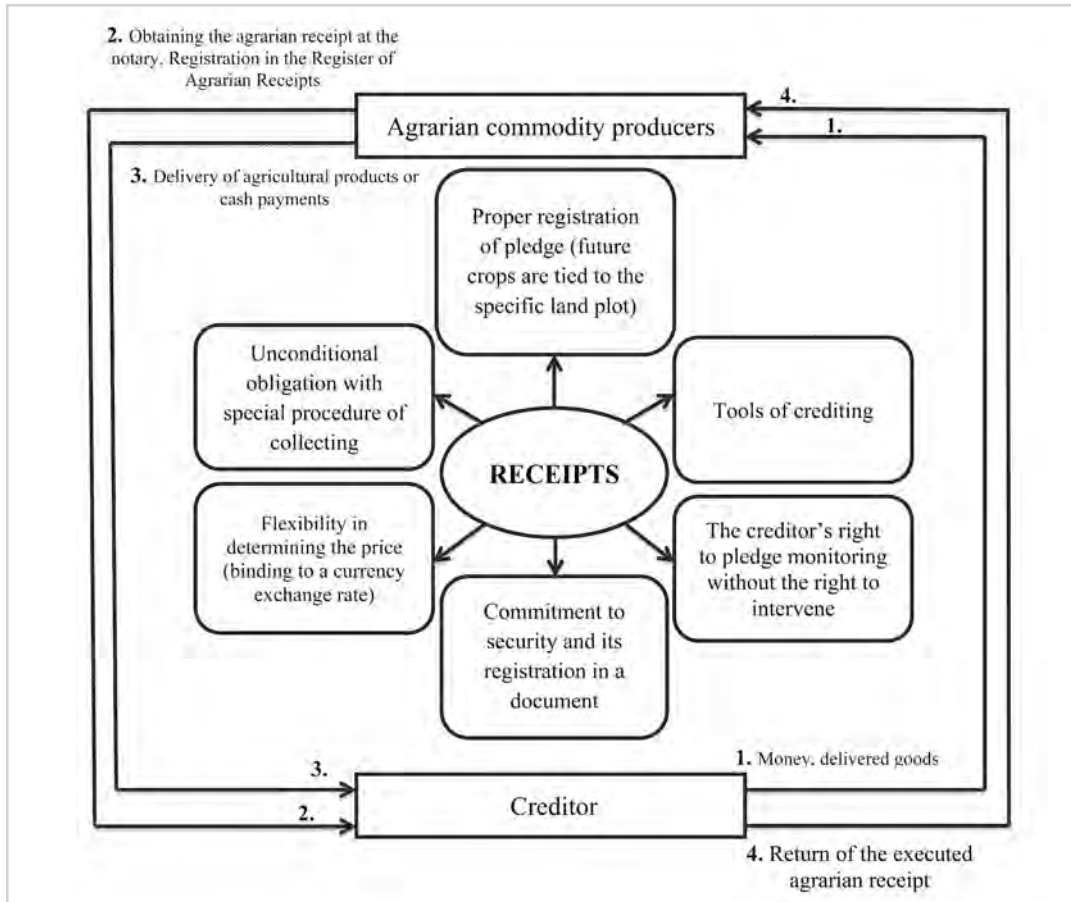 2. Obtaining the agrarian receipt at the
notary, Registration in the Register of
Agrarian Receipts
4.
Agrarian commodity producers
1.
3. Delivery of agricultural products or
cash payments
Proper registration
of pledge (future
crops are tied to the
specific land plot)
Unconditional
obligation with
special procedure of
collecting
Tools of crediting
RECEIPTS
Flexibility in
determining the price
(binding to a currency
exchange rate)
The creditor's right
to pledge monitoring
without the right to
intervene
Commitment to
security and its
registration in a
document
1. Money, delivered goods
3.
Creditor
2.
4. Return of the executed
agrarian receipt